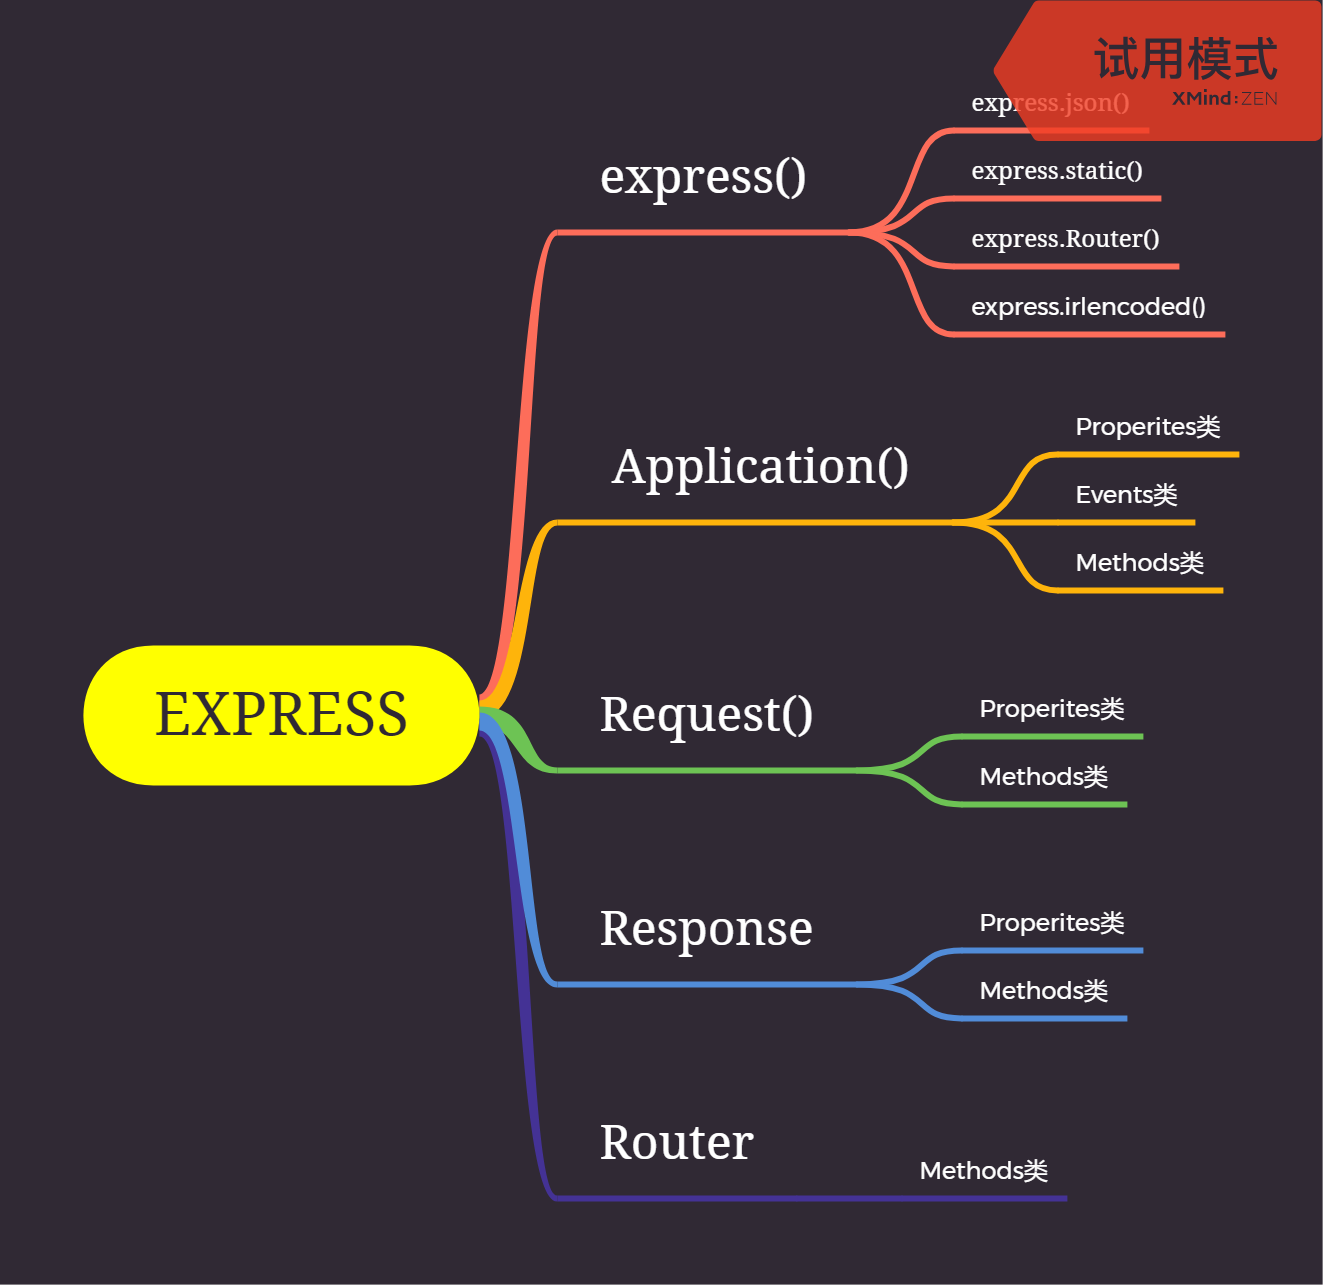 试用模式
XMind:ZEN
express.json()
express()
express.static()
express.Router()
express.irlencoded()
Application()
Properites类
Events类
Methods类
EXPRESS
Request()
Properites类
Methods类
Response
Properites类
Methods类
Router
Methods类